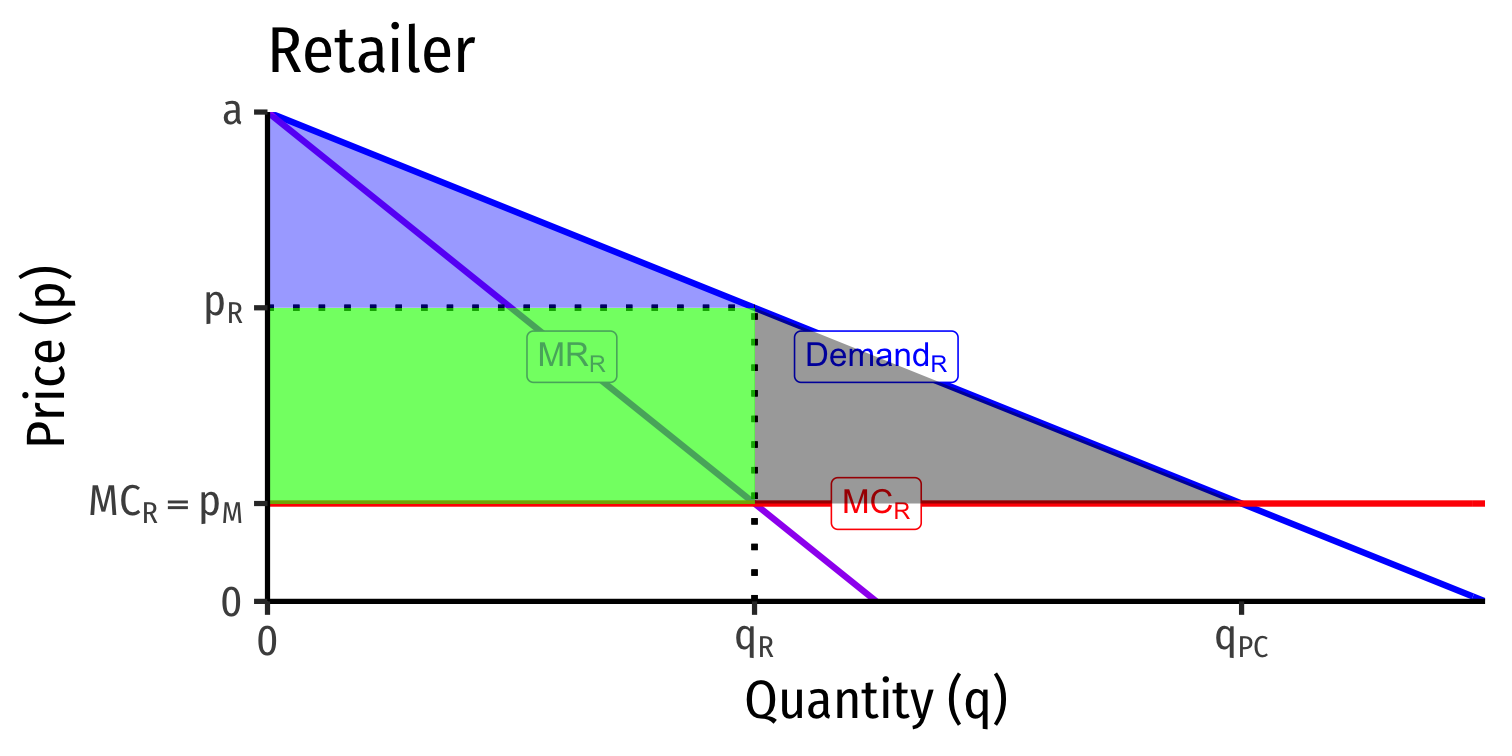 Retailer
a
p_R
MR_R
Demand_R
Price (p)
MC_R = p_M
MC_R
0
0
q_R
q_PC
Quantity (q)